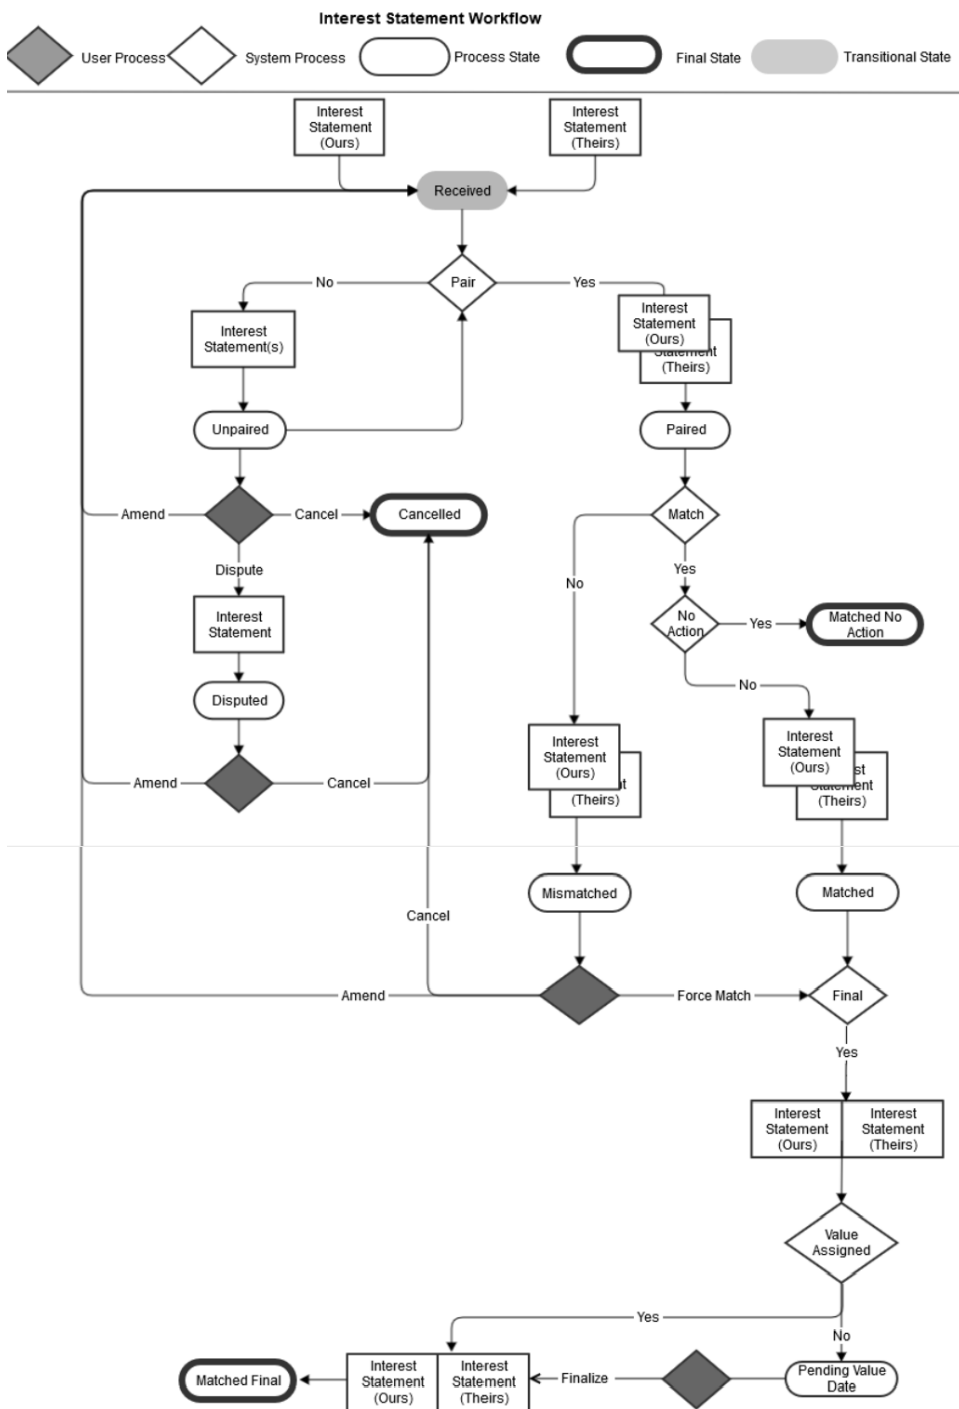 Interest Statement Workflow
User Process
System Process
Process State
Final State
Transitional State
Interest
Statement
(Ours)
Interest
Statement
(Theirs)
Received
Pair
No
Yes
Interest
Statement(s)
Interest
Statement
(Ours)
(Theirs)
Unpaired
Paired
Amend
Cancel
Cancelled
Match
Dispute
No
Yes
Interest
Statement
No
Action
Yes
Matched No
Action
Disputed
No
Interest
Statement
(Ours)
(Theirs)
Interest
Statement
(Ours)
(Theirs)
Amend
Cancel
Mismatched
Matched
Cancel
Amend
Force Match
Final
Yes
Interest
Statement
(Ours)
Interest
Statement
(Theirs)
Value
Assigned
Yes
No
Matched Final
Interest
Statement
(Ours)
Interest
Statement
(Theirs)
Finalize
Pending Value
Date